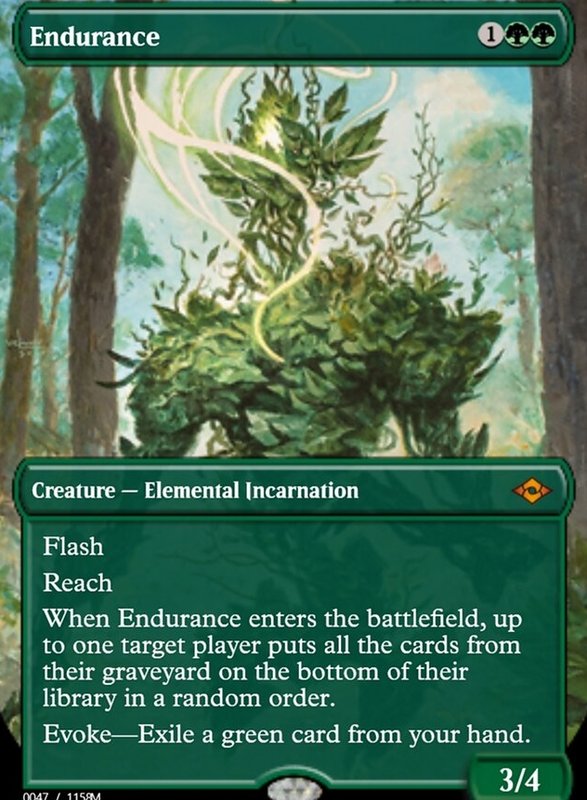 Endurance 1
Creature — Elemental Incarnation
Flash
Reach
When Endurance enters the battlefield, up
to one target player puts all the cards from
their graveyard on the bottom of their
library in a random order.
Evoke—Exile a green card from your hand.
3/4
0047 / 1158M